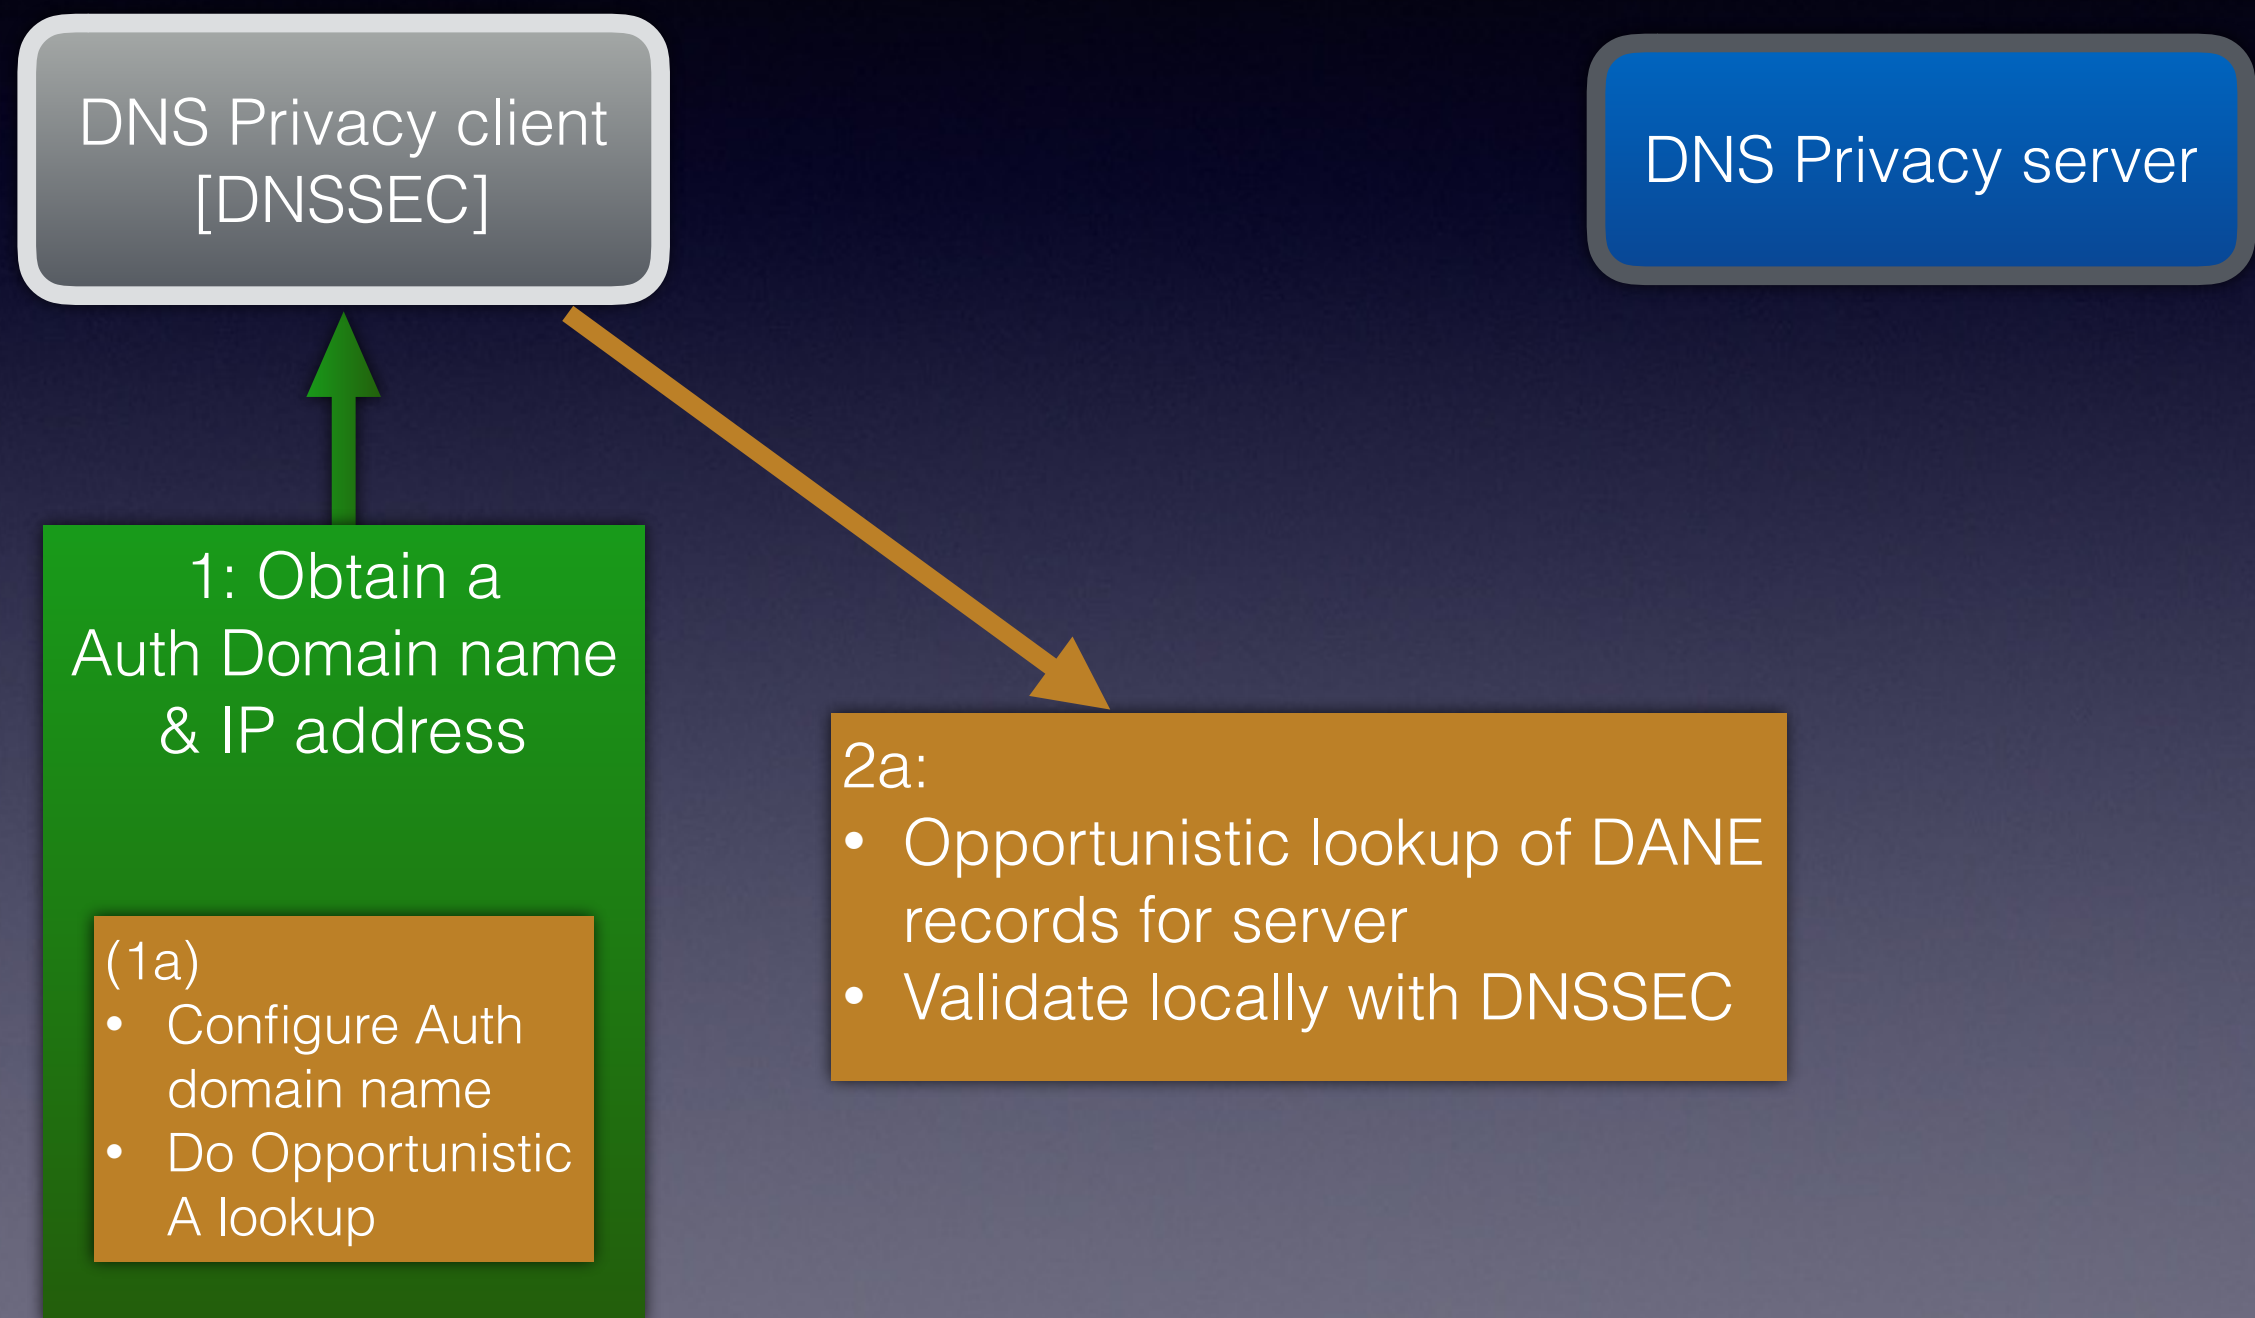 DNS Privacy client
[DNSSEC]
DNS Privacy server
1: Obtain a
Auth Domain name
& IP address
(1a)
• Configure Auth
domain name
• Do Opportunistic
A lookup
2a:
• Opportunistic lookup of DANE
records for server
• Validate locally with DNSSEC